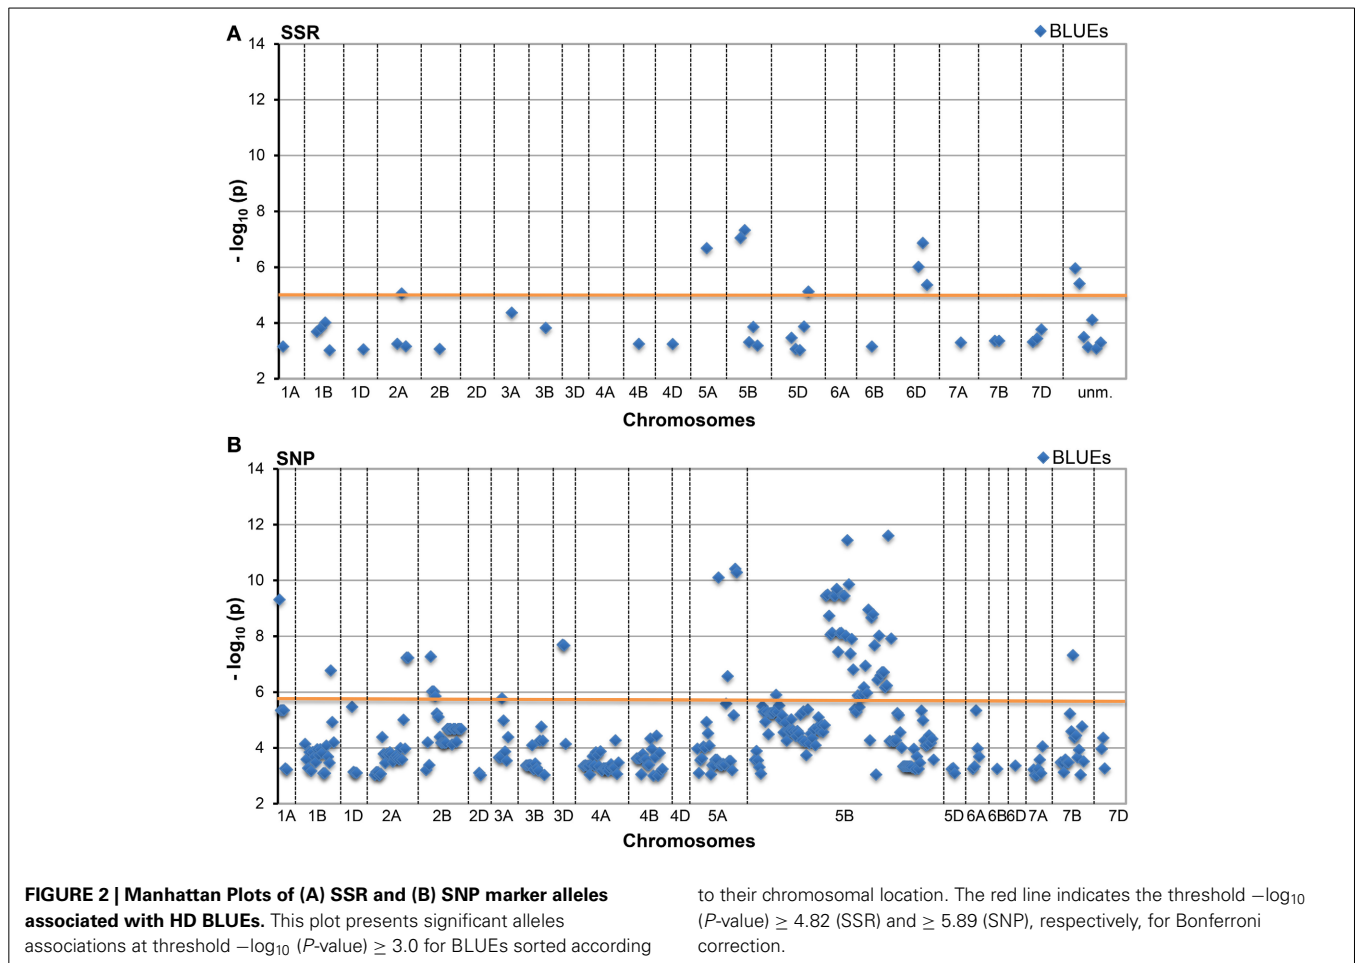 A SSR
BLUEs
14
12
10
8
6
4
2
- log10 (p)
1A 1B 1D 2A 2B 2D 3A 3B 3D 4A 4B 4D 5A 5B 5D 6A 6B 6D 7A 7B 7D unm.
Chromosomes
B SNP
BLUEs
14
12
10
8
6
4
2
- log10 (p)
1A 1B 1D 2A 2B 2D 3A 3B 3D 4A 4B 4D 5A 5B 5D 6A 6B 6D 7A 7B 7D
Chromosomes
FIGURE 2 | Manhattan Plots of (A) SSR and (B) SNP marker alleles
associated with HD BLUEs. This plot presents significant alleles
associations at threshold −log10 (P-value) ≥ 3.0 for BLUEs sorted according
to their chromosomal location. The red line indicates the threshold −log10
(P-value) ≥ 4.82 (SSR) and ≥ 5.89 (SNP), respectively, for Bonferroni
correction.